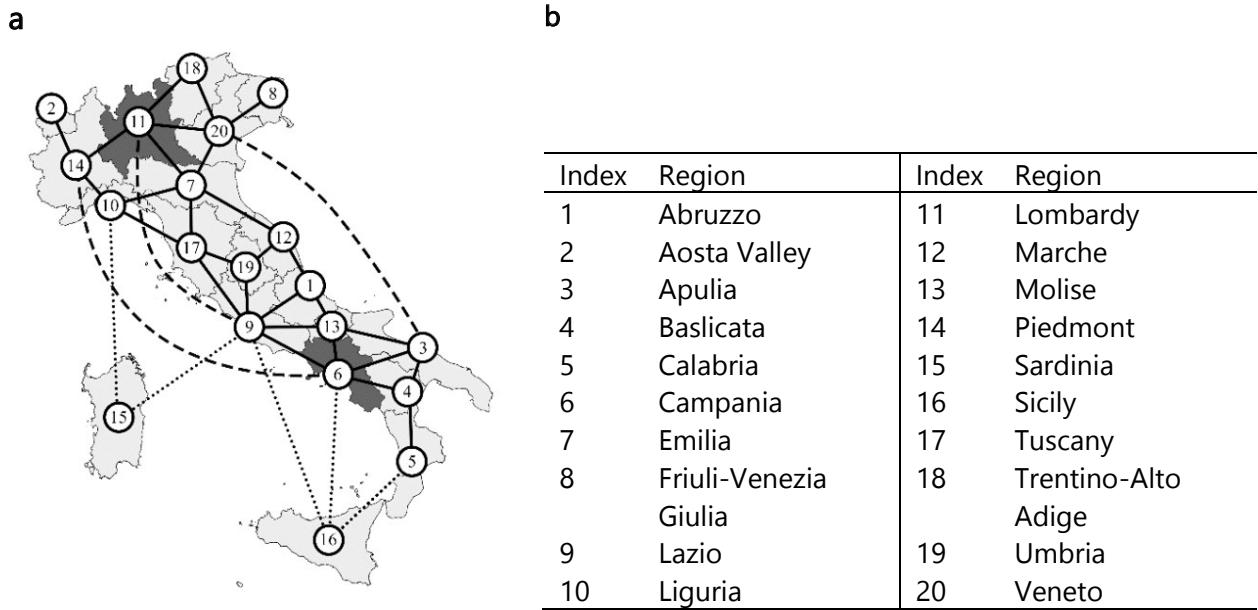 a
b
18
2
8
11
20
14
7
10
12
17
19
1
9
13
3
6
4
15
5
16
Index Region Index Region
1 Abruzzo 11 Lombardy
2 Aosta Valley 12 Marche
3 Apulia 13 Molise
4 Baslicata 14 Piedmont
5 Calabria 15 Sardinia
6 Campania 16 Sicily
7 Emilia 17 Tuscany
8 Friuli-Venezia 18 Trentino-Alto
Giulia Adige
9 Lazio 19 Umbria
10 Liguria 20 Veneto